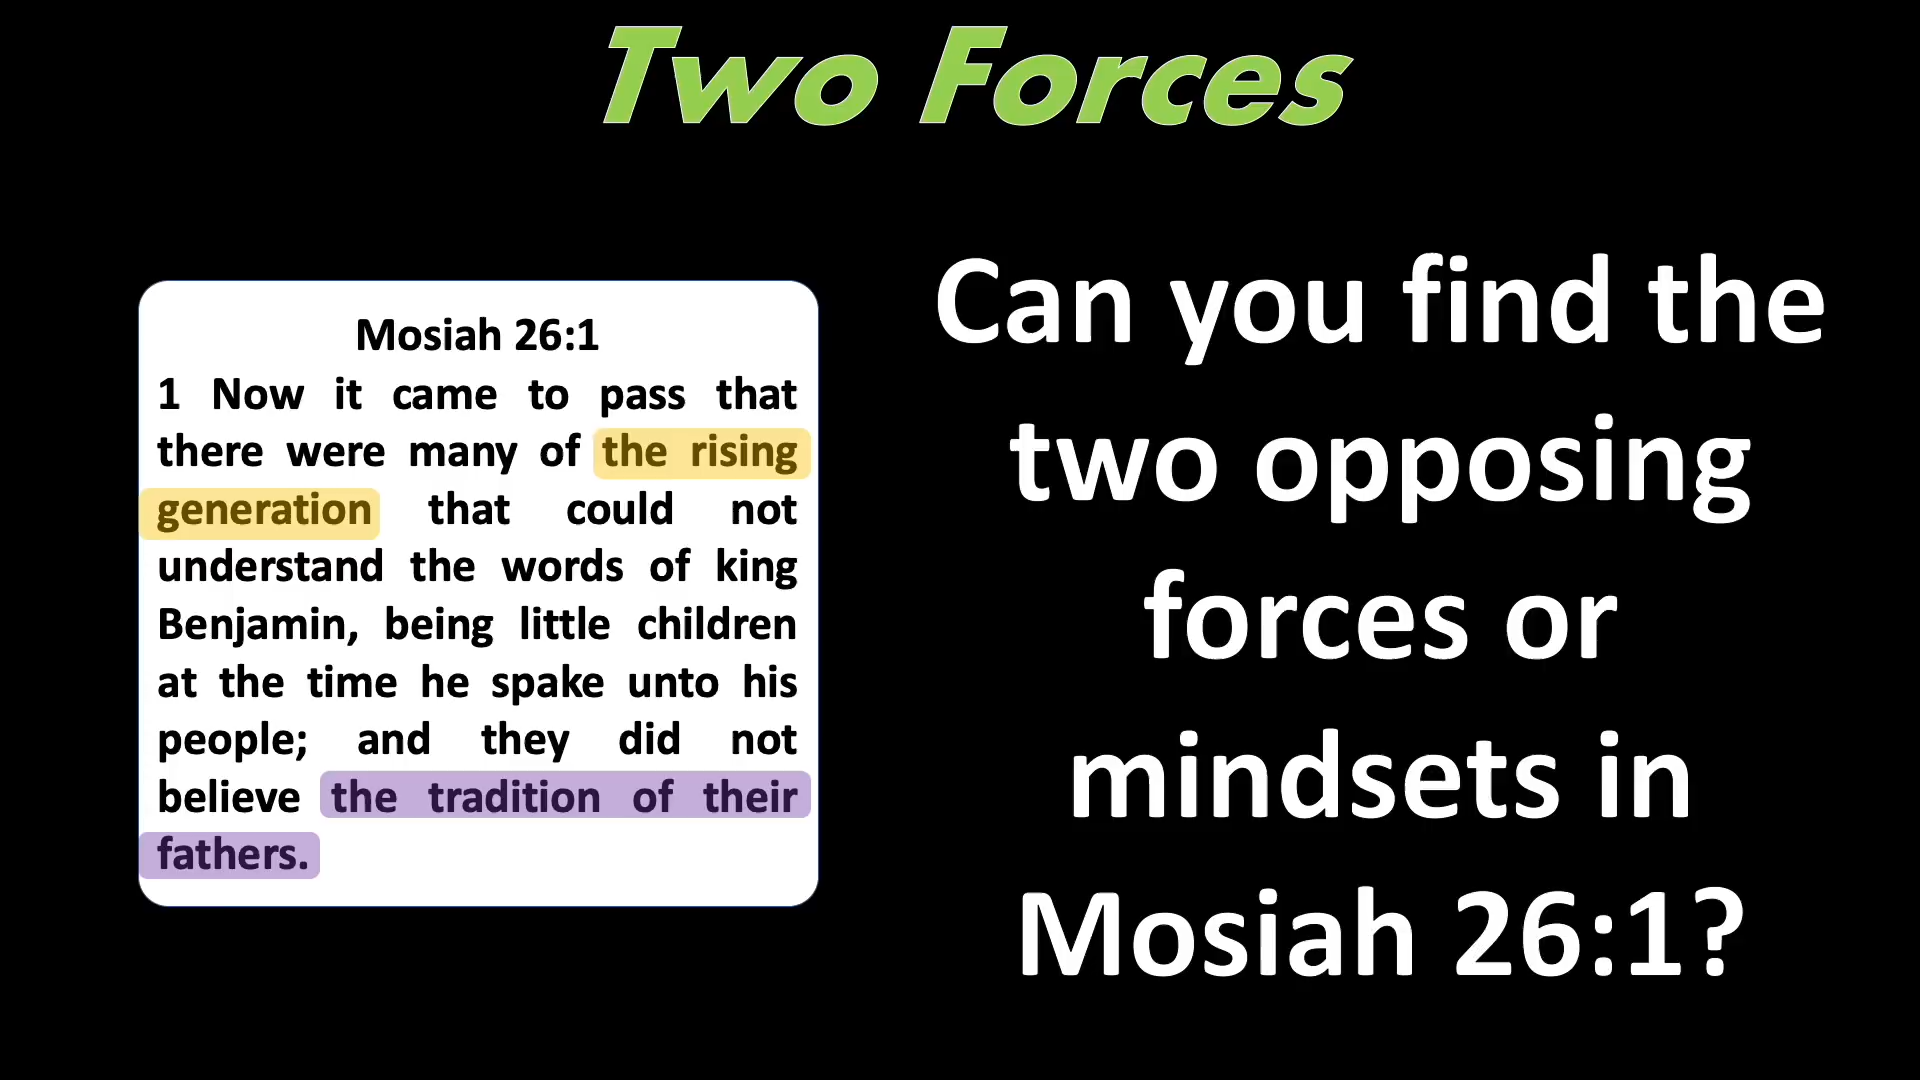 Two Forces
Mosiah 26:1
1 Now it came to pass that
there were many of the rising
generation that could not
understand the words of king
Benjamin, being little children
at the time he spake unto his
people; and they did not
believe the tradition of their
fathers.
Can you find the
two opposing
forces or
mindsets in
Mosiah 26:1?